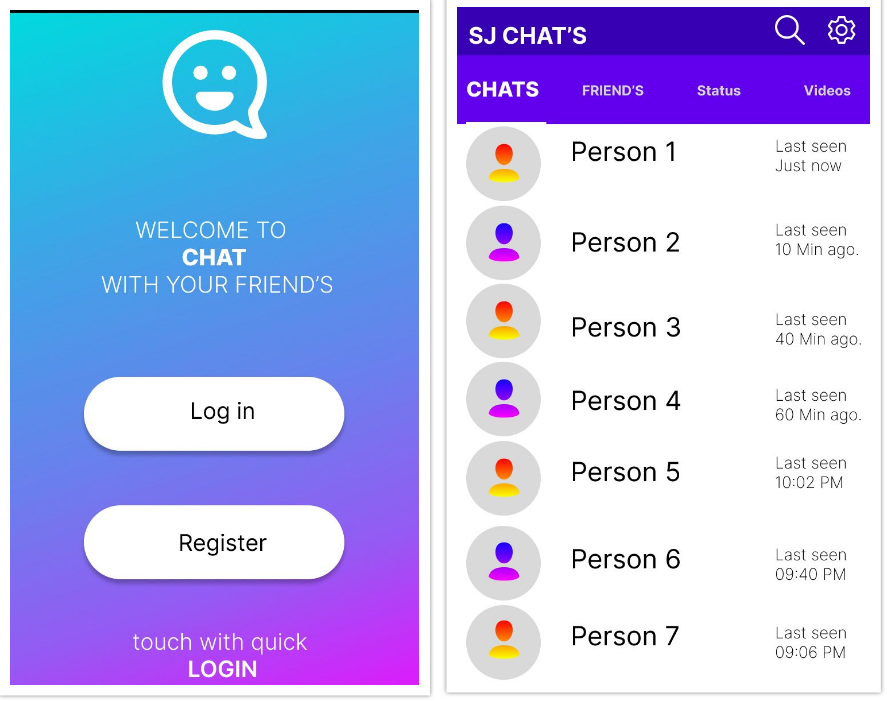 WELCOME TO
CHAT
WITH YOUR FRIEND’S
Log in
Register
touch with quick
LOGIN
SJ CHAT’S
CHATS
FRIEND’S
Status
Videos
Person 1
Last seen
Just now
Person 2
Last seen
10 Min ago.
Person 3
Last seen
40 Min ago.
Person 4
Last seen
60 Min ago.
Person 5
Last seen
10:02 PM
Person 6
Last seen
09:40 PM
Person 7
Last seen
09:06 PM